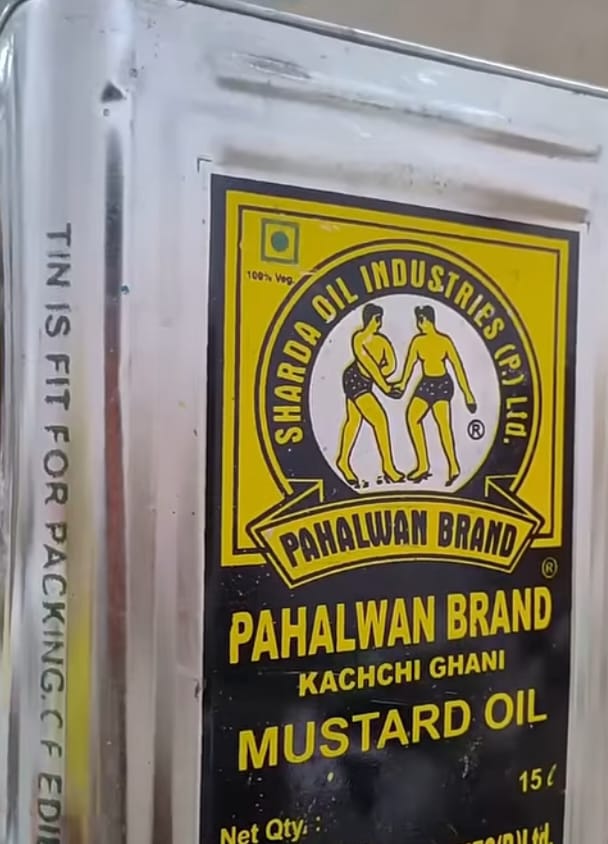 TIN IS FIT FOR PACKING.
100% Veg.
SHARDA OIL INDUSTRIES (P.) Ltd.
®
PAHALWAN BRAND
®
PAHALWAN BRAND
KACHCHI GHANI
MUSTARD OIL
15 ℓ
Net Qty. :
Ltd.